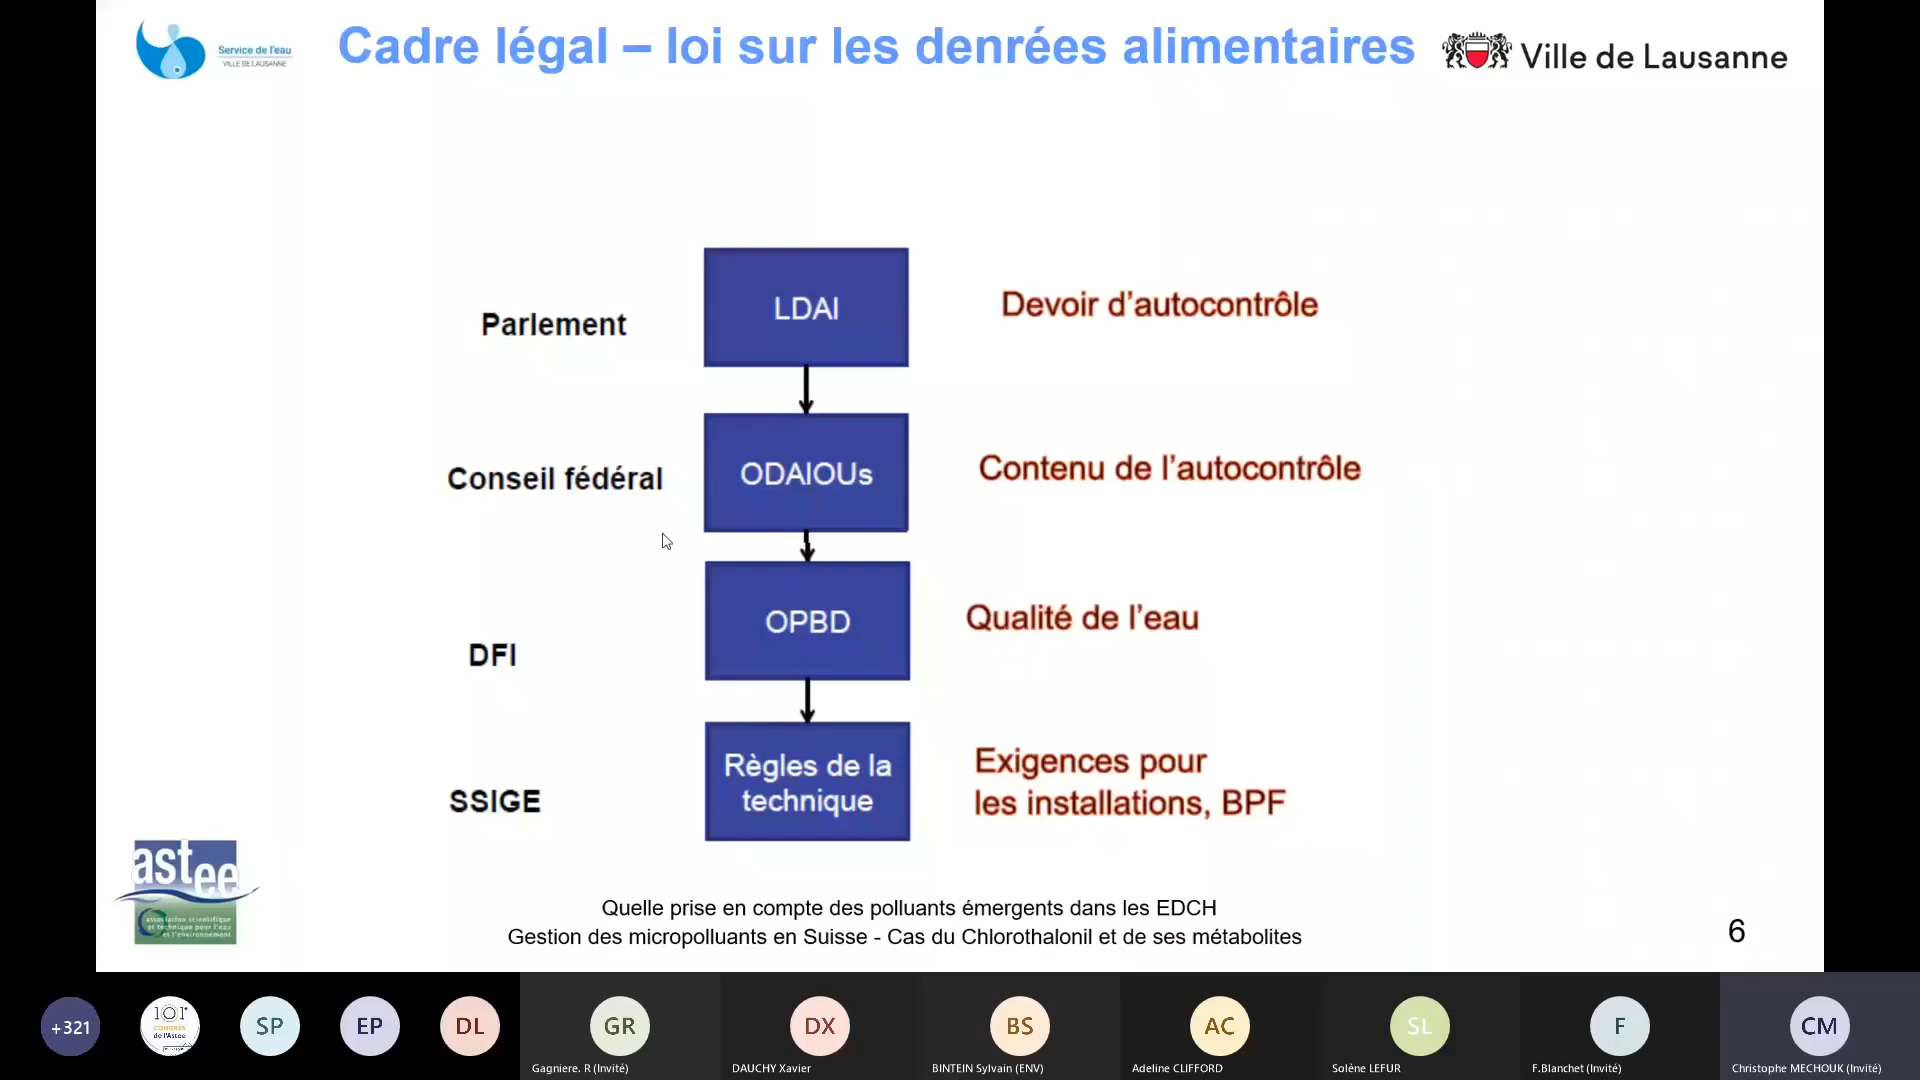 Service de l'eau
VILLE DE LAUSANNE
Cadre légal – loi sur les denrées alimentaires
Ville de Lausanne
Parlement
LDAl
Devoir d'autocontrôle
Conseil fédéral
ODAlOUs
Contenu de l'autocontrôle
DFI
OPBD
Qualité de l'eau
SSIGE
Règles de la
technique
Exigences pour
les installations, BPF
astee
association scientifique
et technique pour l'eau
et l'environnement
Quelle prise en compte des polluants émergents dans les EDCH
Gestion des micropolluants en Suisse - Cas du Chlorothalonil et de ses métabolites
6
+321
101e
CONGRÈS
de l'Astee
SP
EP
DL
GR
Gagniere. R (Invité)
DX
DAUCHY Xavier
BS
BINTEIN Sylvain (ENV)
AC
Adeline CLIFFORD
SL
Solène LEFUR
F
F.Blanchet (Invité)
CM
Christophe MECHOUK (Invité)